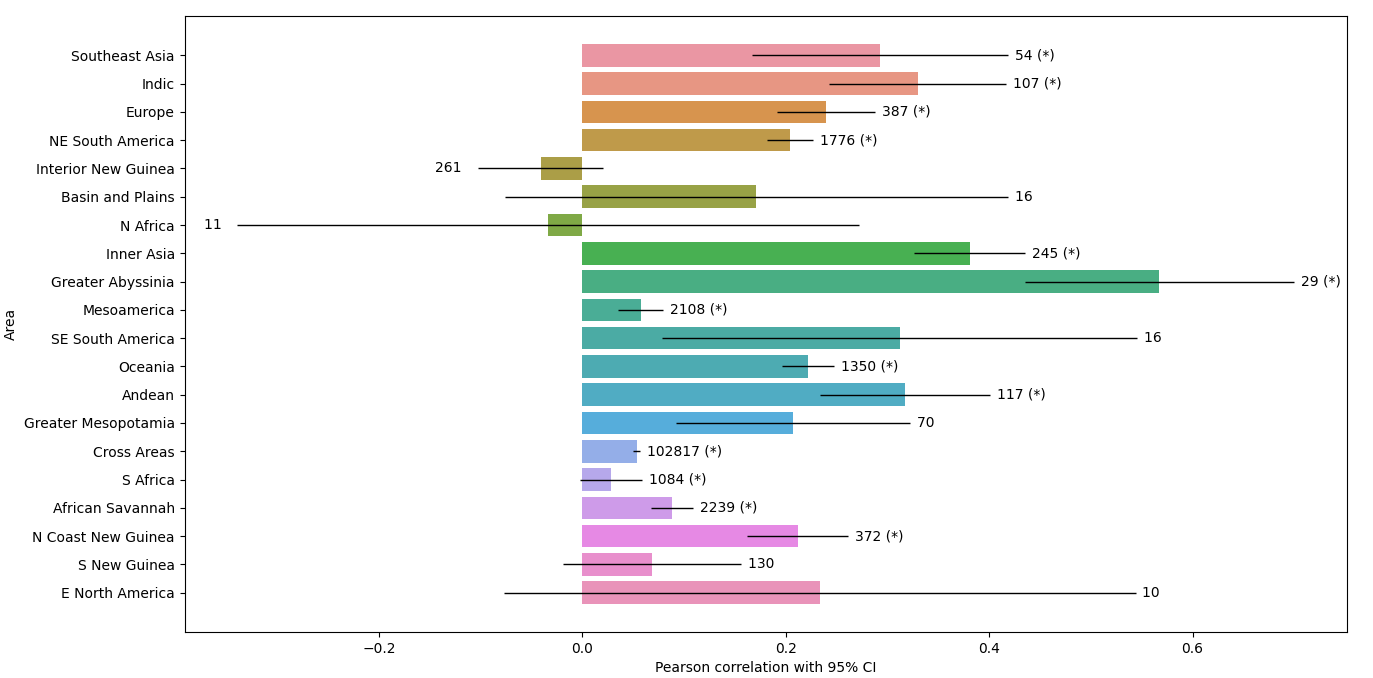 Southeast Asia 54 (*)
Indic 107 (*)
Europe 387 (*)
NE South America 1776 (*)
Interior New Guinea 261
Basin and Plains 16
N Africa 11
Inner Asia 245 (*)
Greater Abyssinia 29 (*)
Mesoamerica 2108 (*)
SE South America 16
Oceania 1350 (*)
Andean 117 (*)
Greater Mesopotamia 70
Cross Areas 102817 (*)
S Africa 1084 (*)
African Savannah 2239 (*)
N Coast New Guinea 372 (*)
S New Guinea 130
E North America 10
Area
−0.2 0.0 0.2 0.4 0.6
Pearson correlation with 95% CI